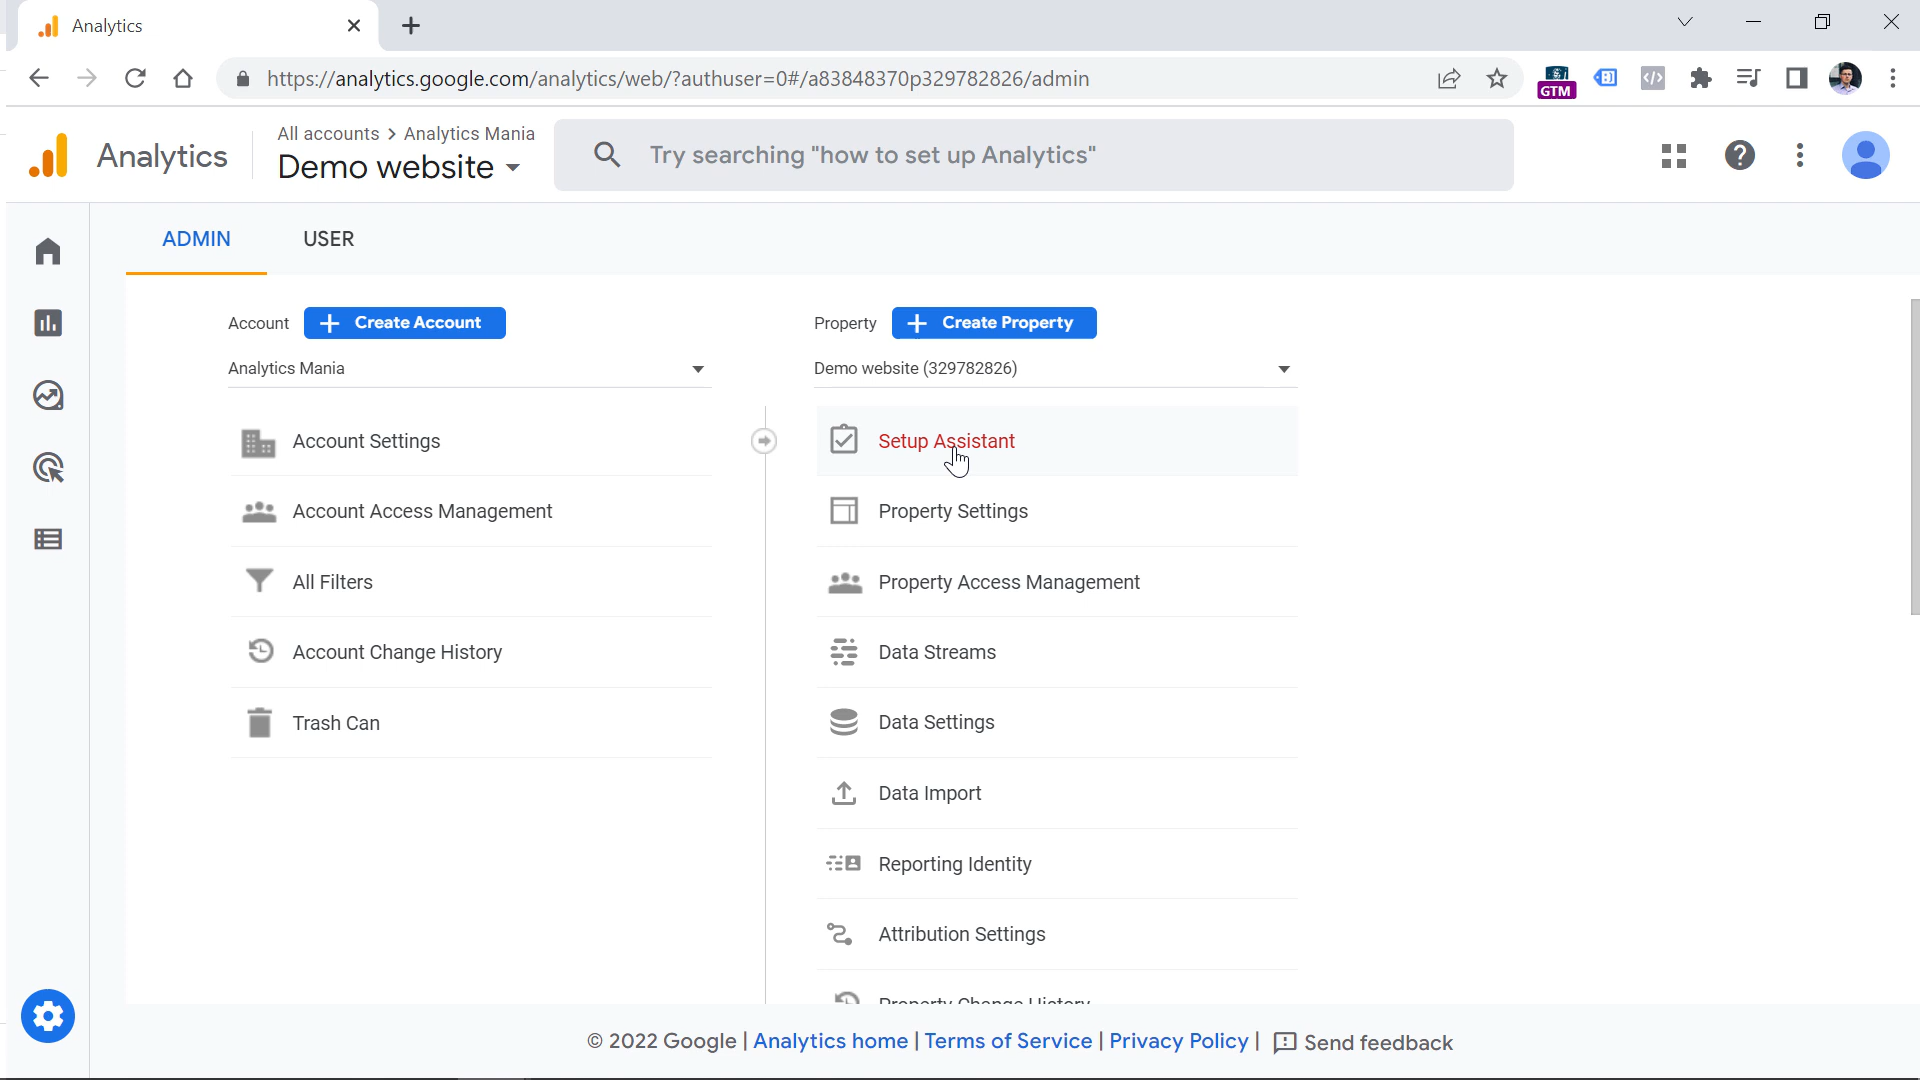 Analytics
https://analytics.google.com/analytics/web/?authuser=0#/a83848370p329782826/admin
GTM
Analytics
All accounts > Analytics Mania
Demo website
Try searching "how to set up Analytics"
ADMIN USER
Account + Create Account
Analytics Mania
Account Settings
Account Access Management
All Filters
Account Change History
Trash Can
Property + Create Property
Demo website (329782826)
Setup Assistant
Property Settings
Property Access Management
Data Streams
Data Settings
Data Import
Reporting Identity
Attribution Settings
Property Change History
© 2022 Google | Analytics home | Terms of Service | Privacy Policy | Send feedback